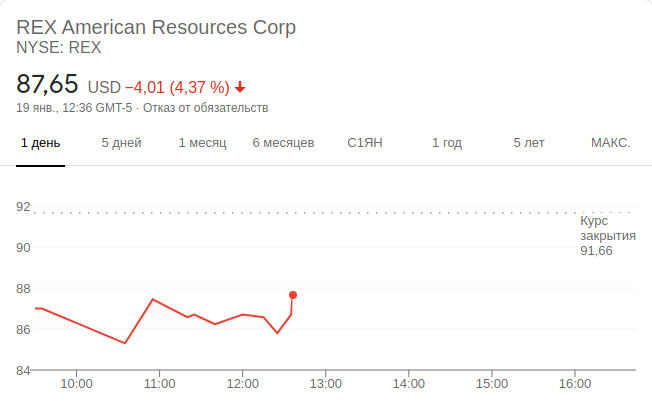 REX American Resources Corp
NYSE: REX
87,65 USD −4,01 (4,37 %)
19 янв., 12:36 GMT-5 · Отказ от обязательств
1 день 5 дней 1 месяц 6 месяцев С1ЯН 1 год 5 лет МАКС.
92
Курс
закрытия
91,66
90
88
86
84
10:00 11:00 12:00 13:00 14:00 15:00 16:00